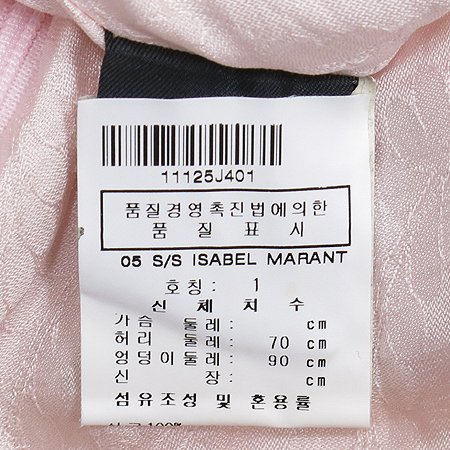 11125J401
품질경영촉진법에의한
품 질 표 시
05 S/S ISABEL MARANT
호칭: 1
신 체 치 수
가슴 둘레: cm
허리 둘레: 70 cm
엉덩이둘레: 90 cm
신 장: cm
섬유조성 및 혼용률